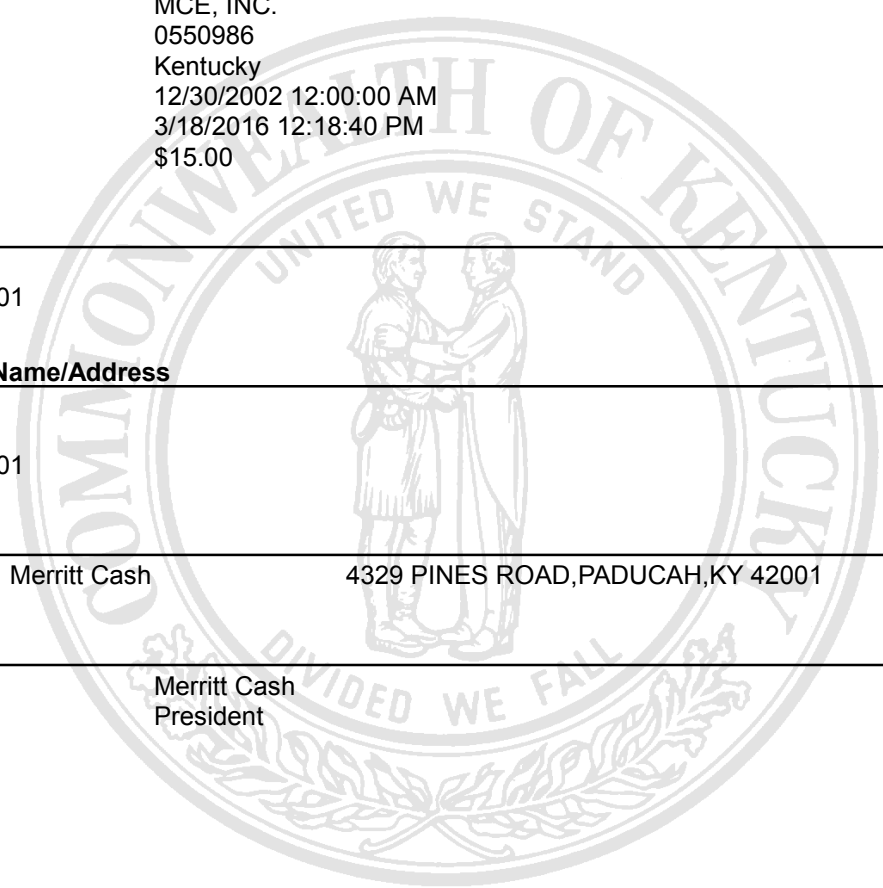 MCE, INC.
0550986
Kentucky
12/30/2002 12:00:00 AM
3/18/2016 12:18:40 PM
$15.00
COMMONWEALTH OF KENTUCKY
UNITED WE STAND
01
Name/Address
01
Merritt Cash 4329 PINES ROAD,PADUCAH,KY 42001
DIVIDED WE FALL
Merritt Cash
President